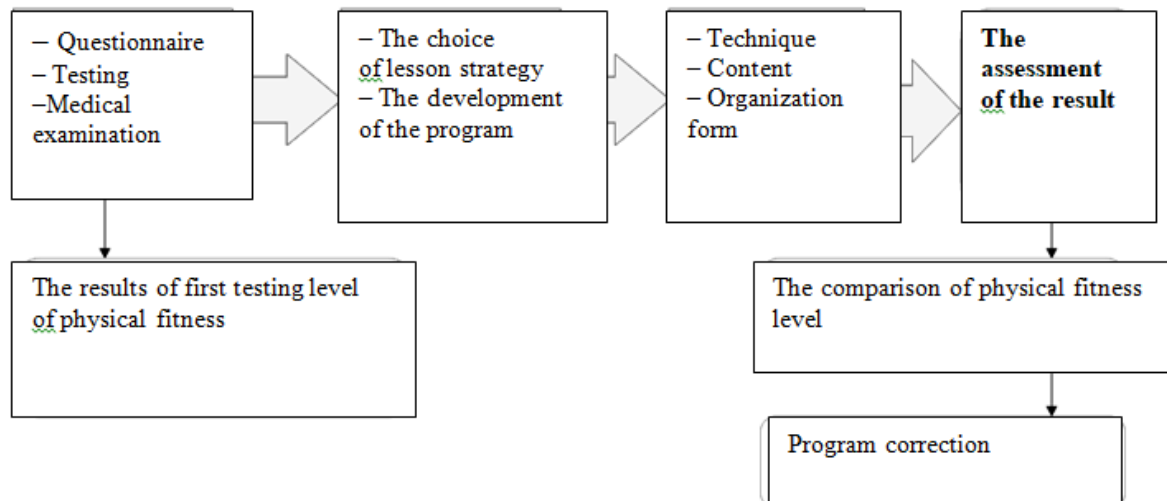 – Questionnaire
– Testing
–Medical
examination
– The choice
of lesson strategy
– The development
of the program
– Technique
– Content
– Organization
form
The
assessment
of the result
The results of first testing level
of physical fitness
The comparison of physical fitness
level
Program correction